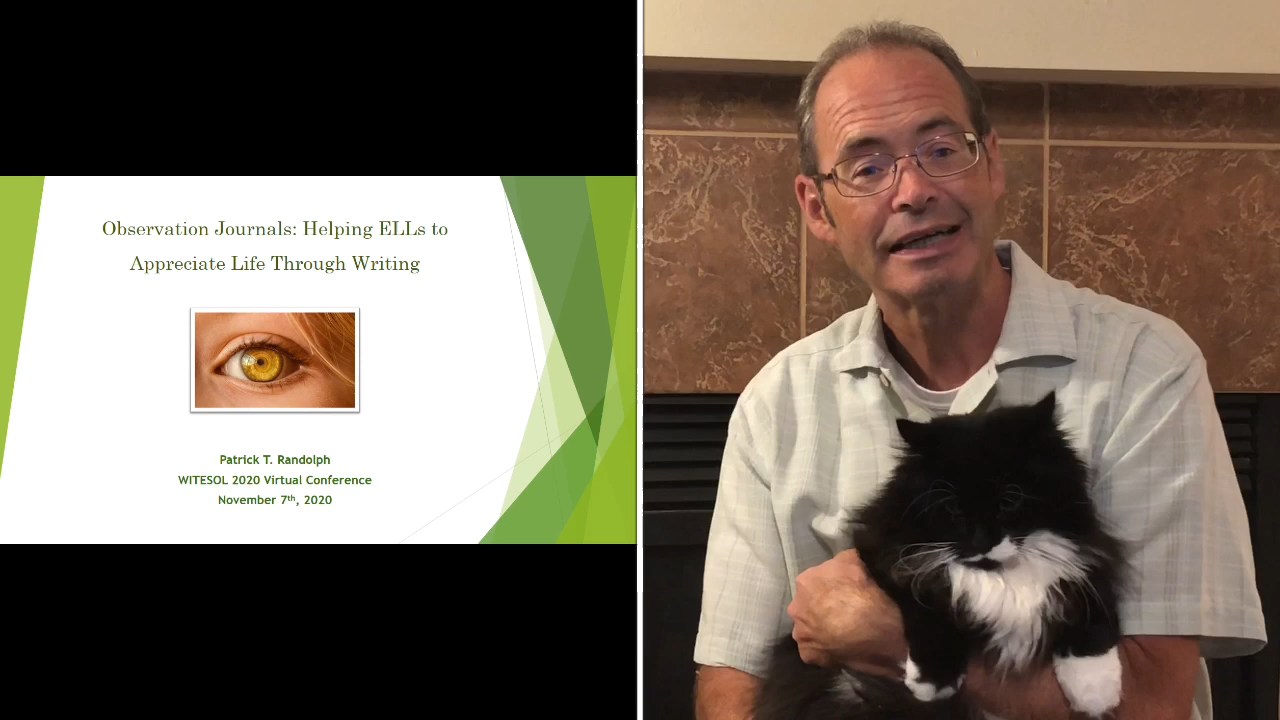 Observation Journals: Helping ELLs to
Appreciate Life Through Writing
Patrick T. Randolph
WITESOL 2020 Virtual Conference
November 7th, 2020